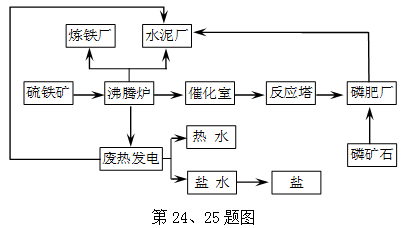 炼铁厂 水泥厂
硫铁矿 沸腾炉 催化室 反应塔 磷肥厂
热 水
废热发电
磷矿石
盐 水 盐
第 24、25 题图